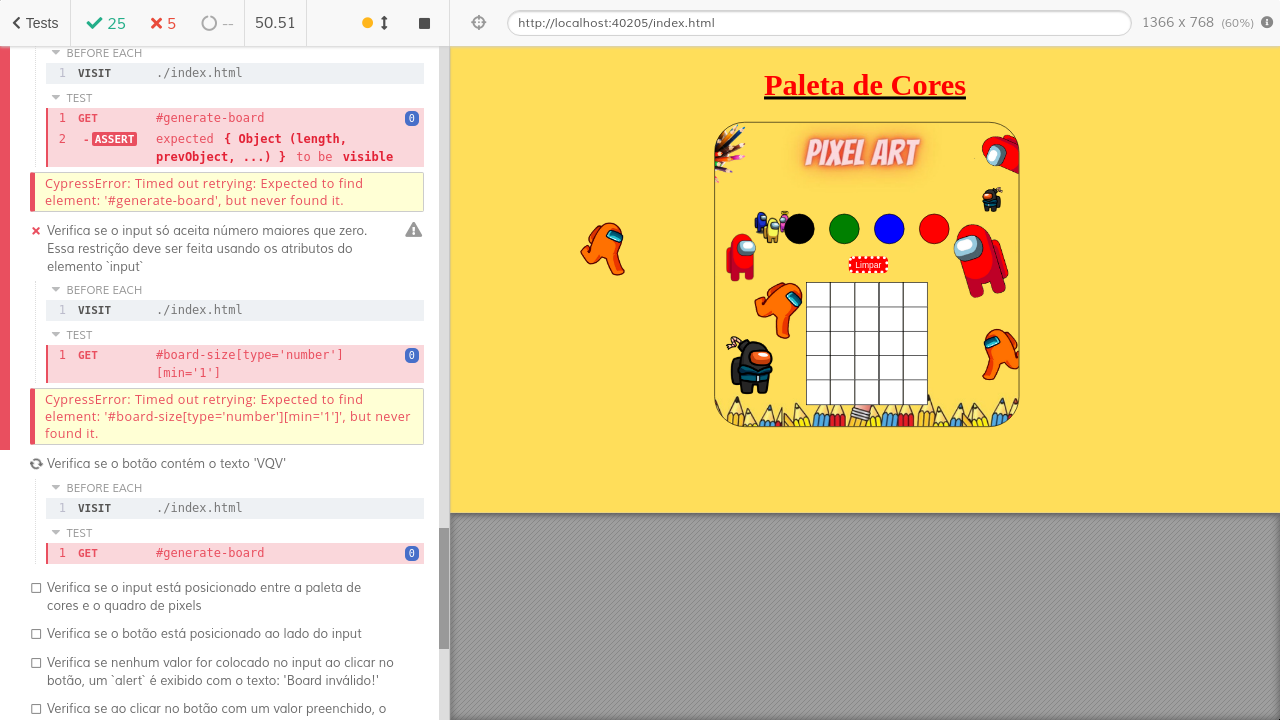 Tests
25
5
--
50.51
http://localhost:40205/index.html
1366 x 768 (60%)
BEFORE EACH
1 VISIT ./index.html
TEST
1 GET #generate-board 0
2 -ASSERT expected { Object (length,
prevObject, ...) } to be visible
CypressError: Timed out retrying: Expected to find
element: '#generate-board', but never found it.
Verifica se o input só aceita número maiores que zero.
Essa restrição deve ser feita usando os atributos do
elemento `input`
BEFORE EACH
1 VISIT ./index.html
TEST
1 GET #board-size[type='number'] 0
[min='1']
CypressError: Timed out retrying: Expected to find
element: '#board-size[type='number'][min='1']', but never
found it.
Verifica se o botão contém o texto 'VQV'
BEFORE EACH
1 VISIT ./index.html
TEST
1 GET #generate-board 0
Verifica se o input está posicionado entre a paleta de
cores e o quadro de pixels
Verifica se o botão está posicionado ao lado do input
Verifica se nenhum valor for colocado no input ao clicar no
botão, um `alert` é exibido com o texto: 'Board inválido!'
Verifica se ao clicar no botão com um valor preenchido, o
Paleta de Cores
PIXEL ART
Limpar